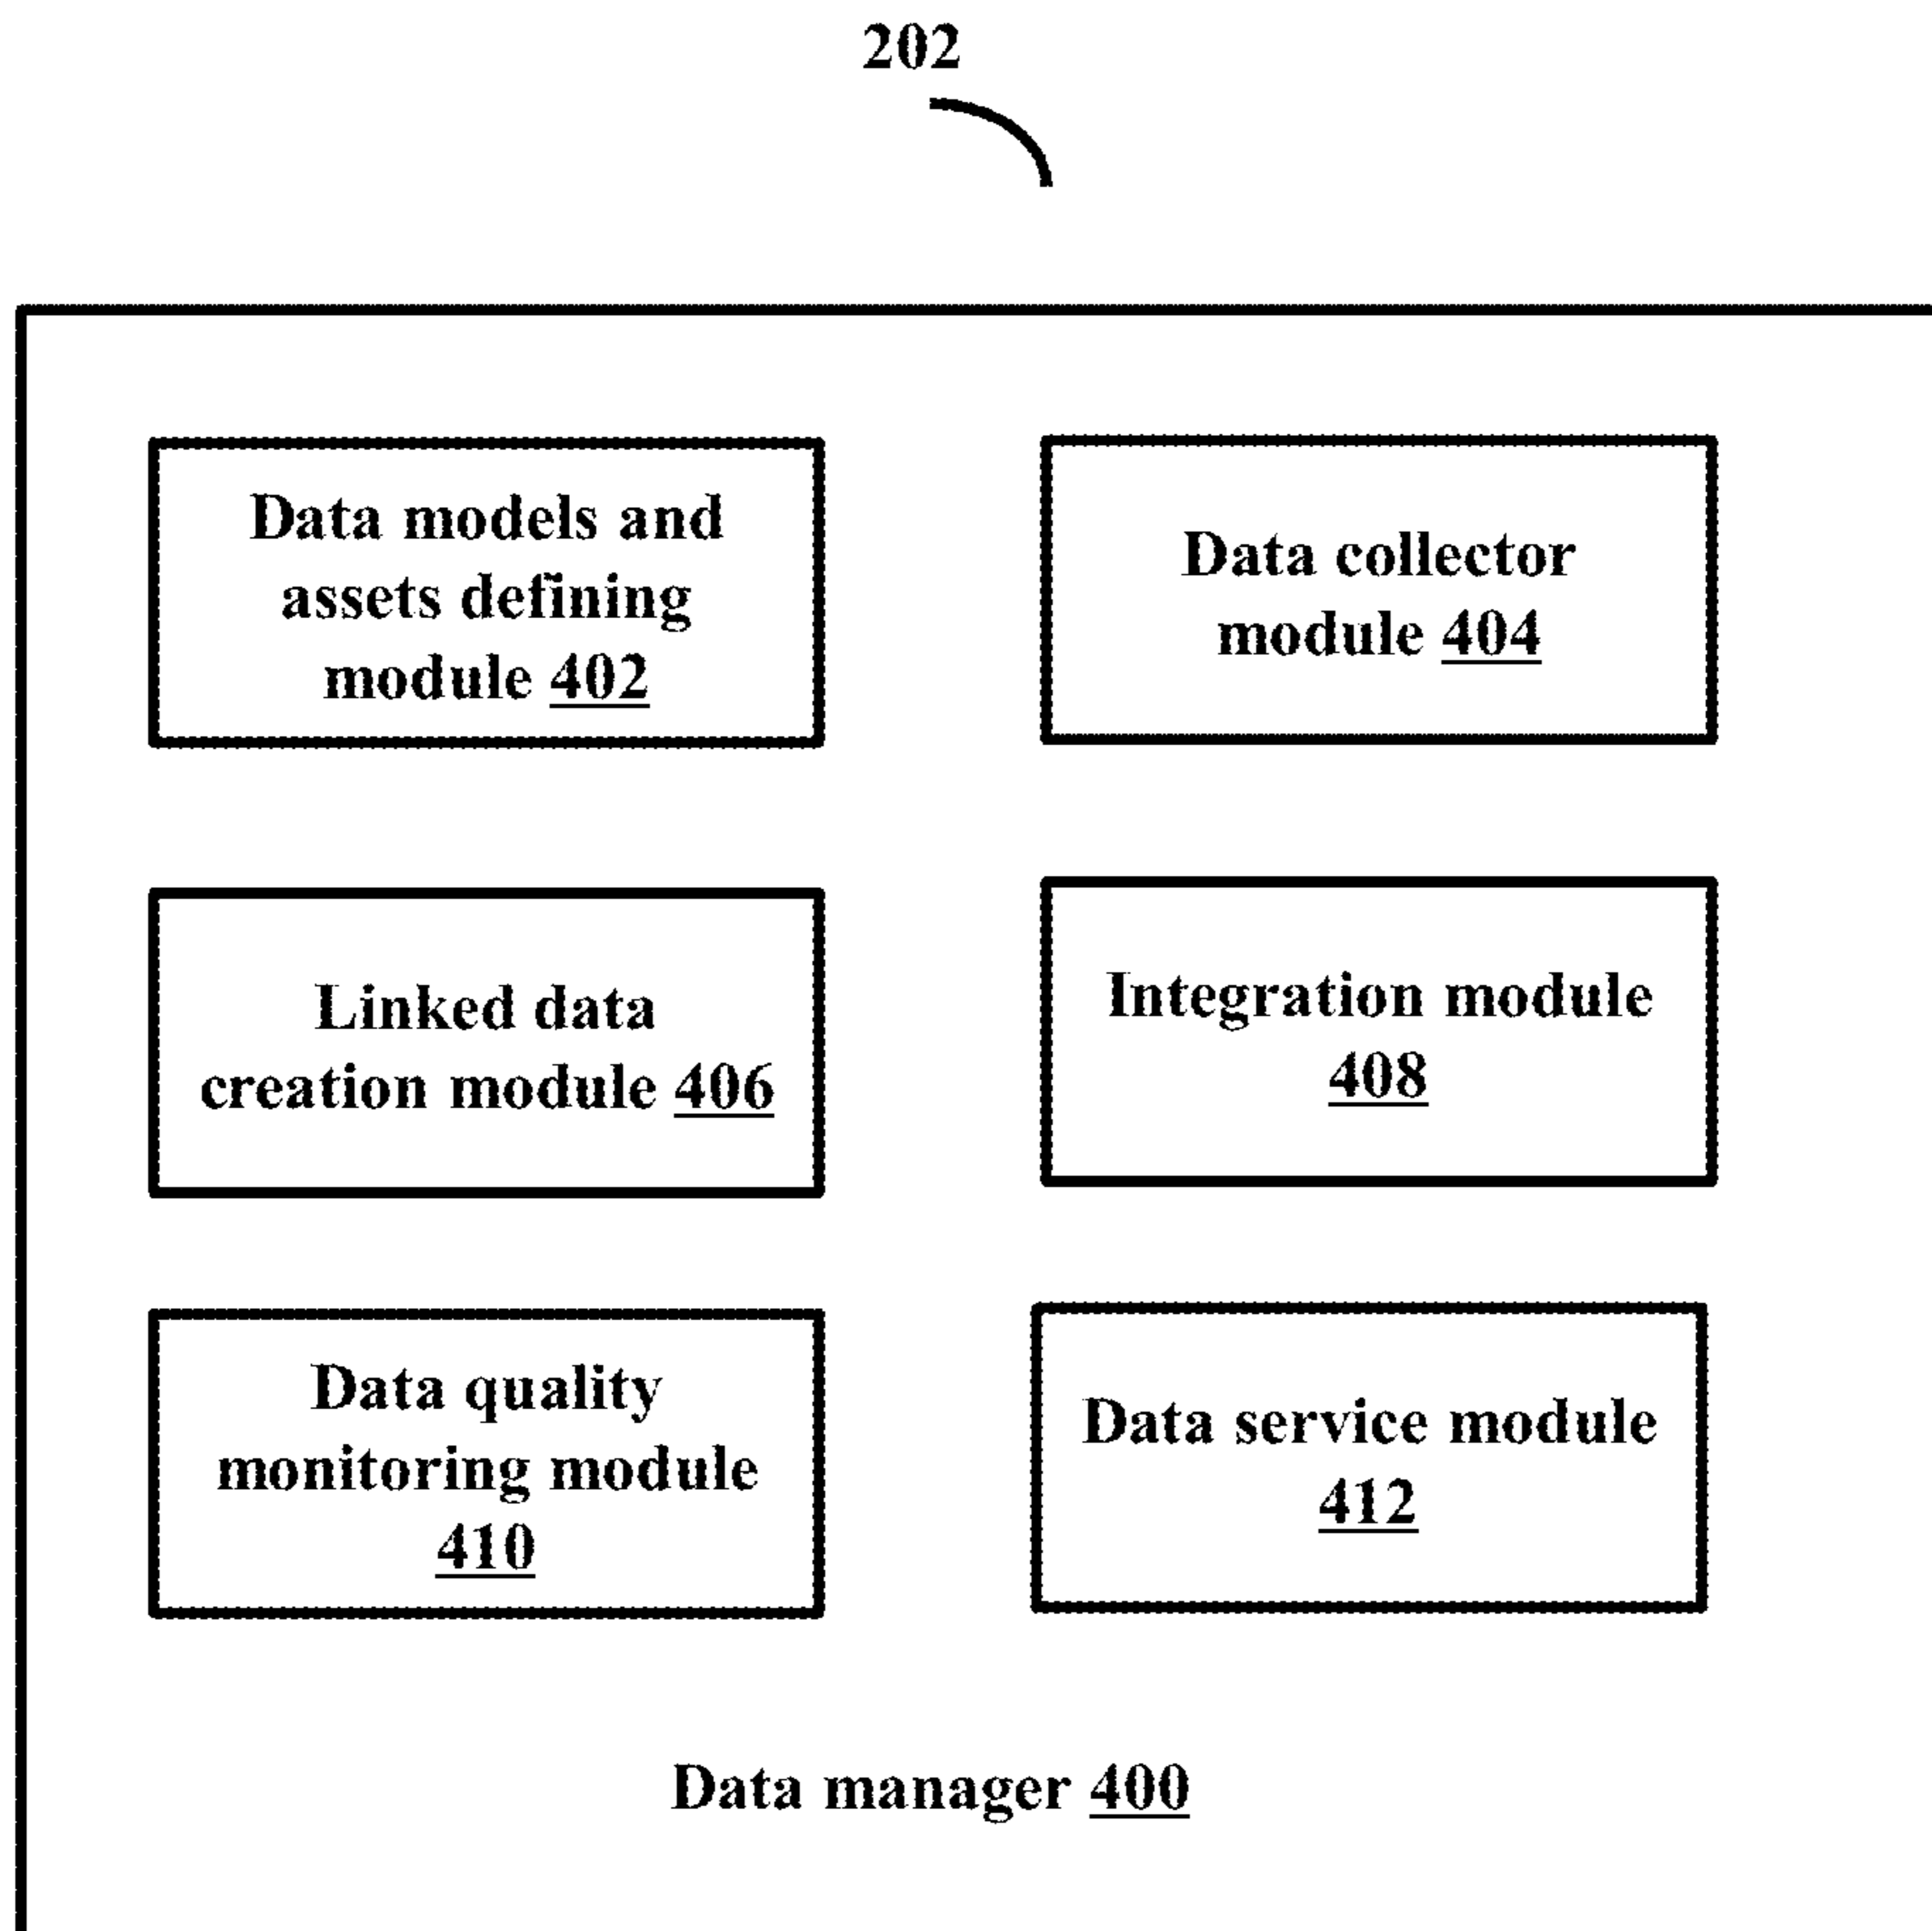 202
Data models and
assets defining
module 402
Data collector
module 404
Linked data
creation module 406
Integration module
408
Data quality
monitoring module
410
Data service module
412
Data manager 400